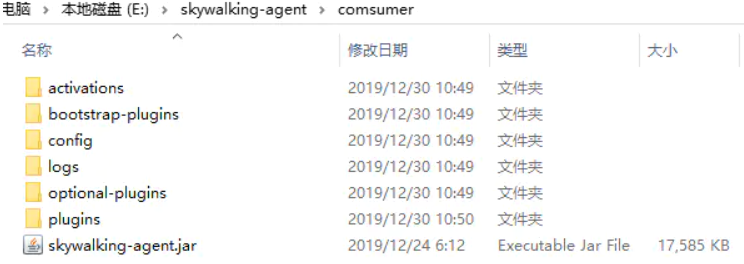 电脑 › 本地磁盘 (E:) › skywalking-agent › comsumer
名称 修改日期 类型 大小
activations 2019/12/30 10:49 文件夹
bootstrap-plugins 2019/12/30 10:49 文件夹
config 2019/12/30 10:49 文件夹
logs 2019/12/30 10:49 文件夹
optional-plugins 2019/12/30 10:49 文件夹
plugins 2019/12/30 10:50 文件夹
skywalking-agent.jar 2019/12/24 6:12 Executable Jar File 17,585 KB